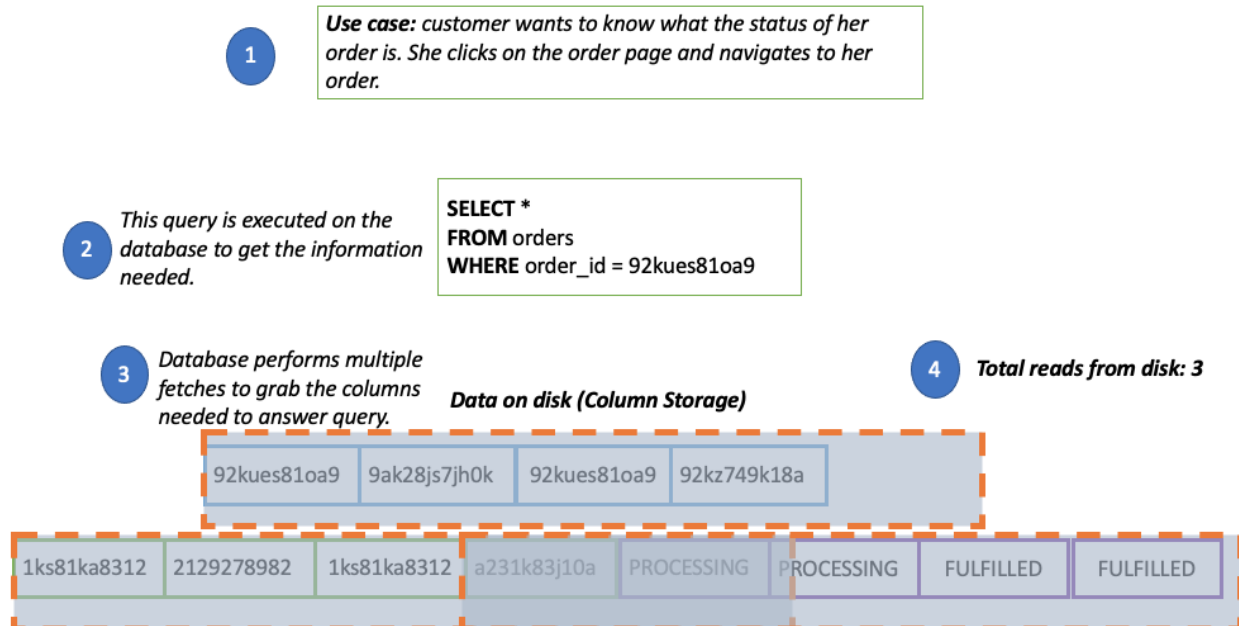 1
Use case: customer wants to know what the status of her
order is. She clicks on the order page and navigates to her
order.
2
This query is executed on the
database to get the information
needed.
SELECT *
FROM orders
WHERE order_id = 92kues81oa9
3
Database performs multiple
fetches to grab the columns
needed to answer query.
4
Total reads from disk: 3
Data on disk (Column Storage)
92kues81oa9 9ak28js7jh0k 92kues81oa9 92kz749k18a
1ks81ka8312 2129278982 1ks81ka8312 a231k83j10a PROCESSING PROCESSING FULFILLED FULFILLED